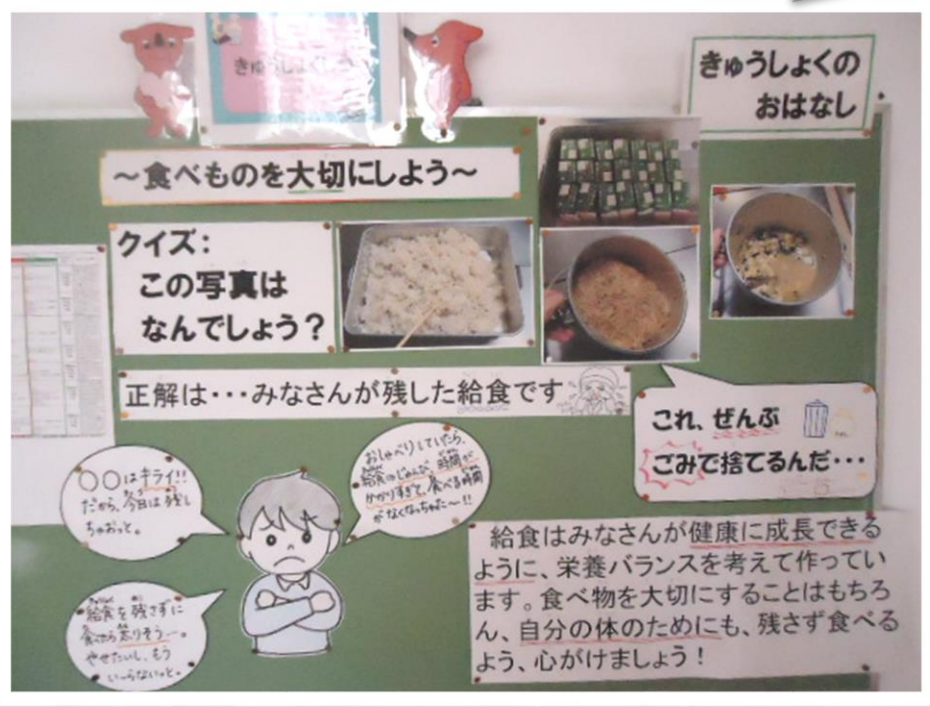 きゅうしょくの
おはなし
～食べものを大切にしよう～
クイズ：
この写真は
なんでしょう？
正解は・・・みなさんが残した給食です
これ、ぜんぶ
ごみで捨てるんだ・・・
○○はキライ!!
だから、今日は残し
ちゃおっと。
おしゃべりしていたら、
給食のじゅんび、時間が
かかりすぎて、食べる時間
がなくなっちゃた～!!
給食を残さずに
食べたら太りそう…。
やせたいし、もう
いーらないっと。
給食はみなさんが健康に成長できる
ように、栄養バランスを考えて作ってい
ます。食べ物を大切にすることはもちろ
ん、自分の体のためにも、残さず食べる
よう、心がけましょう！